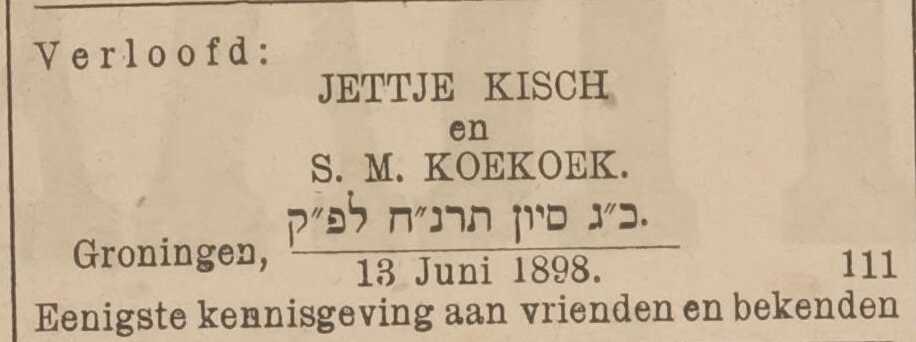 Verloofd:
JETTJE KISCH
en
S. M. KOEKOEK.
כ״ג סיון תרנ״ח לפ״ק.
Groningen,
13 Juni 1898.
111
Eenigste kennisgeving aan vrienden en bekenden